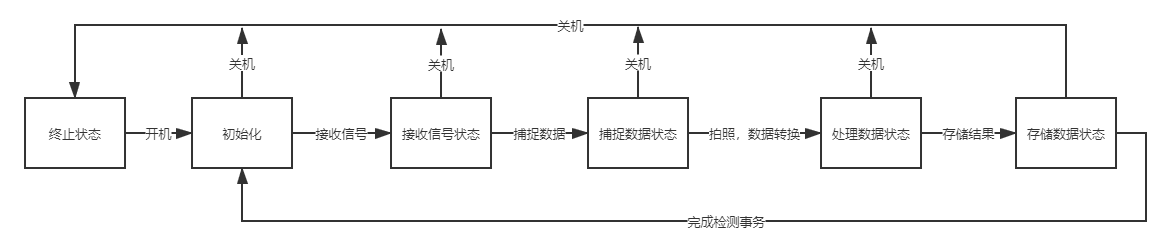 关机
关机
关机
关机
关机
终止状态
开机
初始化
接收信号
接收信号状态
捕捉数据
捕捉数据状态
拍照，数据转换
处理数据状态
存储结果
存储数据状态
完成检测事务